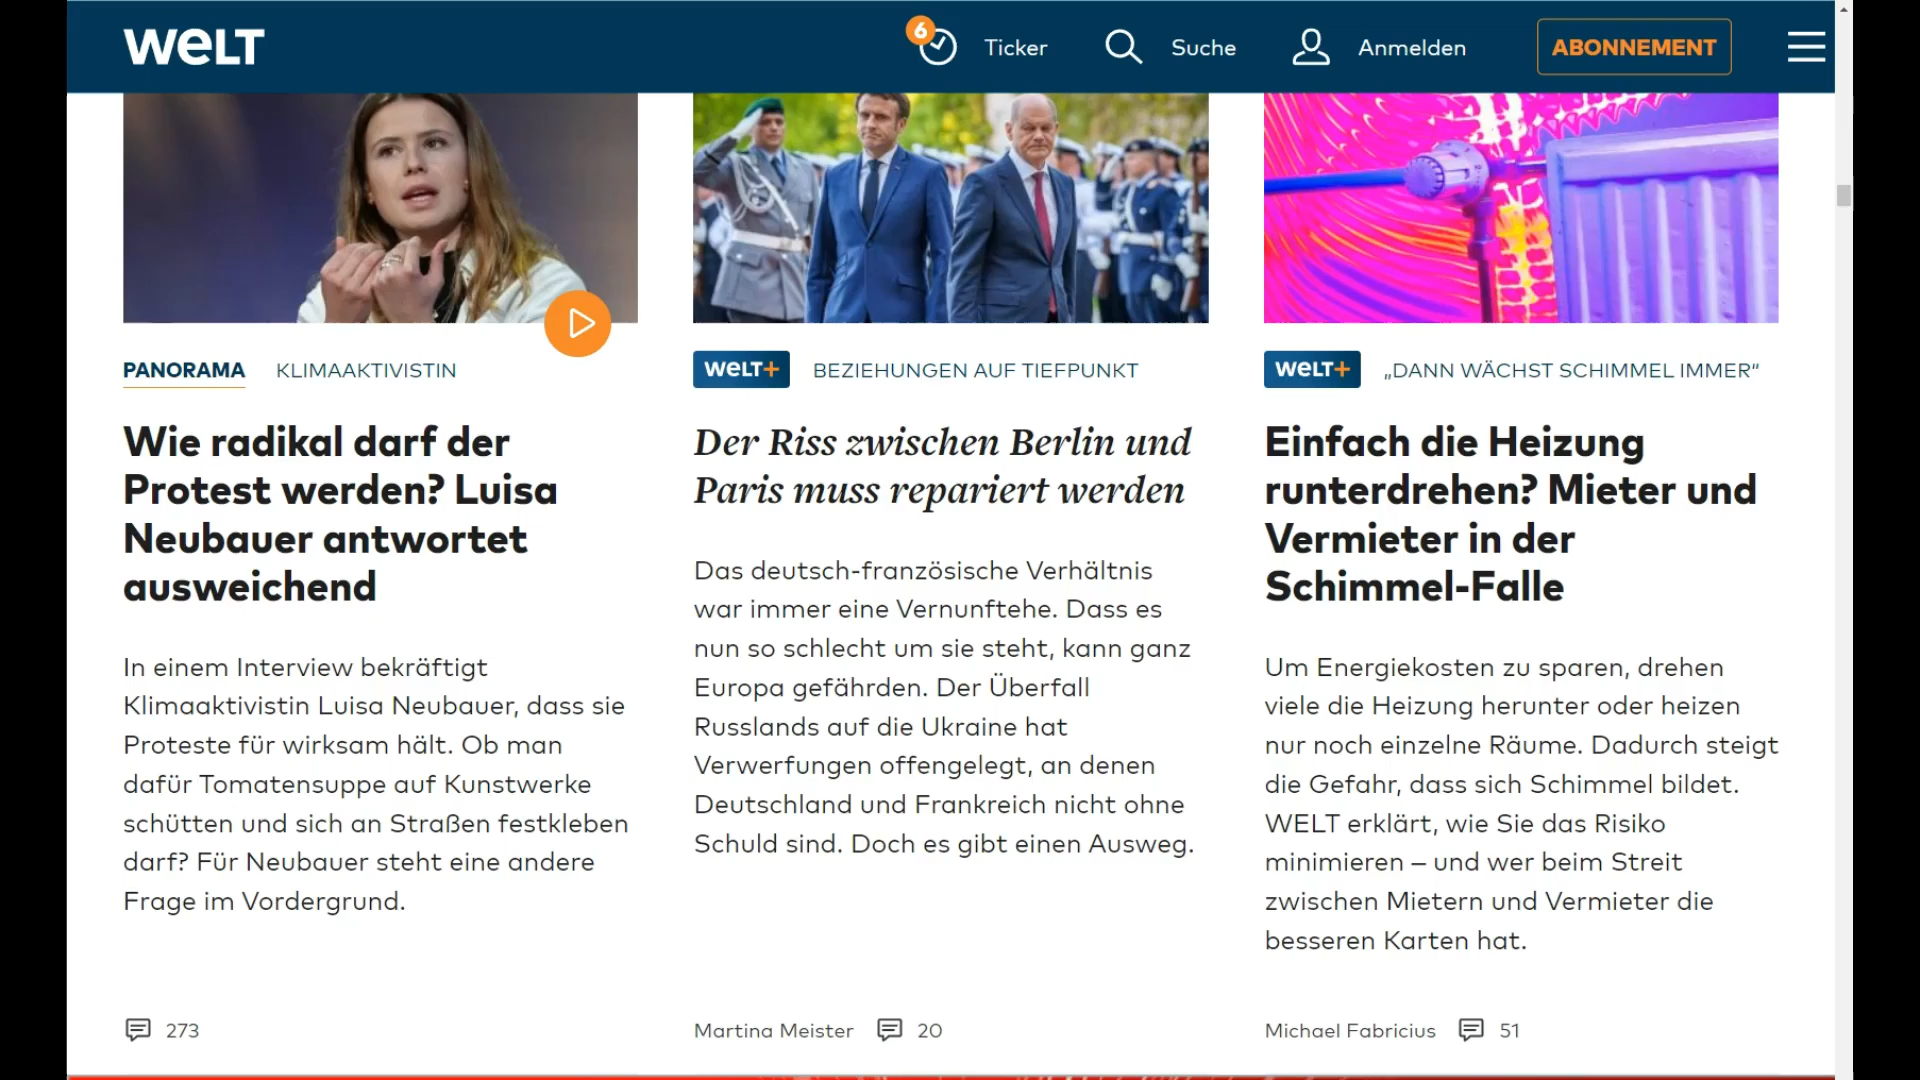 WELT
6
Ticker
Suche
Anmelden
ABONNEMENT
PANORAMA KLIMAAKTIVISTIN
Wie radikal darf der
Protest werden? Luisa
Neubauer antwortet
ausweichend
In einem Interview bekräftigt
Klimaaktivistin Luisa Neubauer, dass sie
Proteste für wirksam hält. Ob man
dafür Tomatensuppe auf Kunstwerke
schütten und sich an Straßen festkleben
darf? Für Neubauer steht eine andere
Frage im Vordergrund.
273
WELT+ BEZIEHUNGEN AUF TIEFPUNKT
Der Riss zwischen Berlin und
Paris muss repariert werden
Das deutsch-französische Verhältnis
war immer eine Vernunftehe. Dass es
nun so schlecht um sie steht, kann ganz
Europa gefährden. Der Überfall
Russlands auf die Ukraine hat
Verwerfungen offengelegt, an denen
Deutschland und Frankreich nicht ohne
Schuld sind. Doch es gibt einen Ausweg.
Martina Meister 20
WELT+ „DANN WÄCHST SCHIMMEL IMMER“
Einfach die Heizung
runterdrehen? Mieter und
Vermieter in der
Schimmel-Falle
Um Energiekosten zu sparen, drehen
viele die Heizung herunter oder heizen
nur noch einzelne Räume. Dadurch steigt
die Gefahr, dass sich Schimmel bildet.
WELT erklärt, wie Sie das Risiko
minimieren – und wer beim Streit
zwischen Mietern und Vermieter die
besseren Karten hat.
Michael Fabricius 51